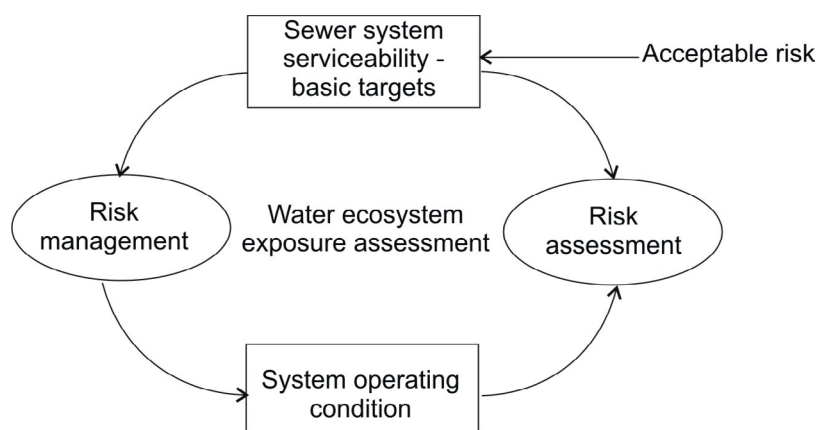 Sewer system
serviceability -
basic targets
Acceptable risk
Risk
management
Water ecosystem
exposure assessment
Risk
assessment
System operating
condition